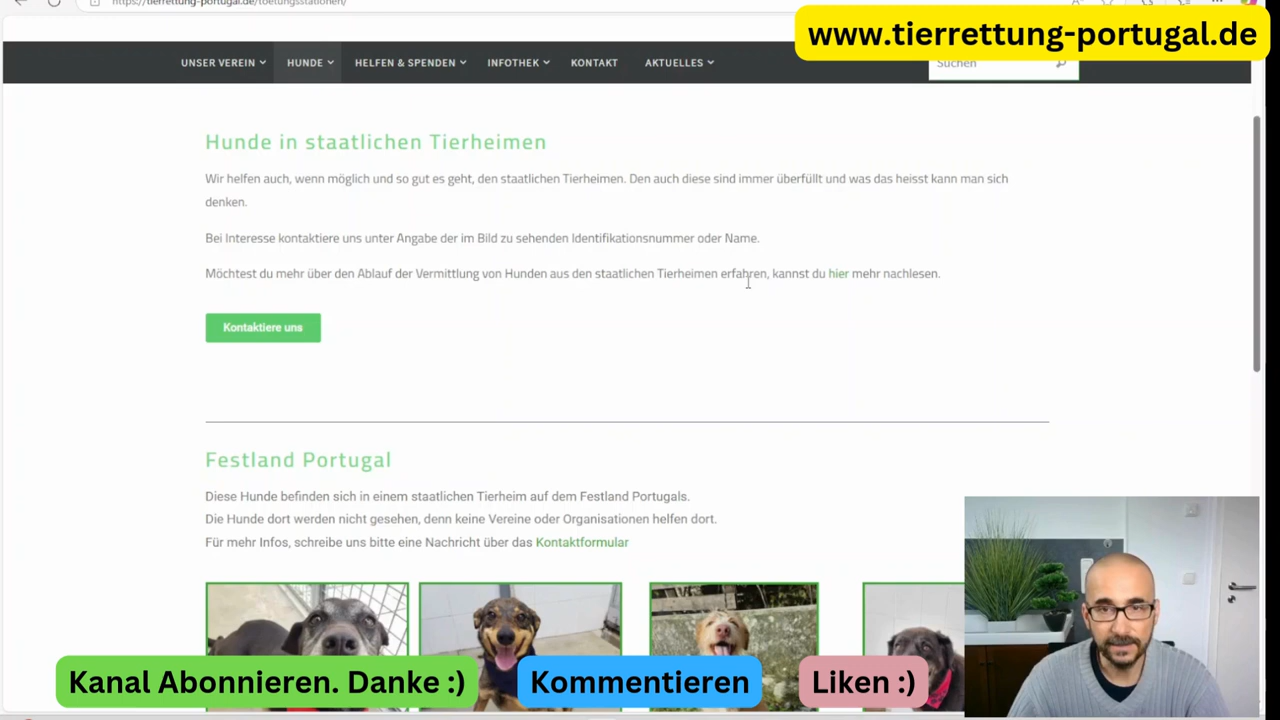 https://tierrettung-portugal.de/toetungsstationen/
www.tierrettung-portugal.de
UNSER VEREIN
HUNDE
HELFEN & SPENDEN
INFOTHEK
KONTAKT
AKTUELLES
Suchen
Hunde in staatlichen Tierheimen
Wir helfen auch, wenn möglich und so gut es geht, den staatlichen Tierheimen. Den auch diese sind immer überfüllt und was das heisst kann man sich
denken.
Bei Interesse kontaktiere uns unter Angabe der im Bild zu sehenden Identifikationsnummer oder Name.
Möchtest du mehr über den Ablauf der Vermittlung von Hunden aus den staatlichen Tierheimen erfahren, kannst du hier mehr nachlesen.
Kontaktiere uns
Festland Portugal
Diese Hunde befinden sich in einem staatlichen Tierheim auf dem Festland Portugals.
Die Hunde dort werden nicht gesehen, denn keine Vereine oder Organisationen helfen dort.
Für mehr Infos, schreibe uns bitte eine Nachricht über das Kontaktformular
Kanal Abonnieren. Danke :)
Kommentieren
Liken :)